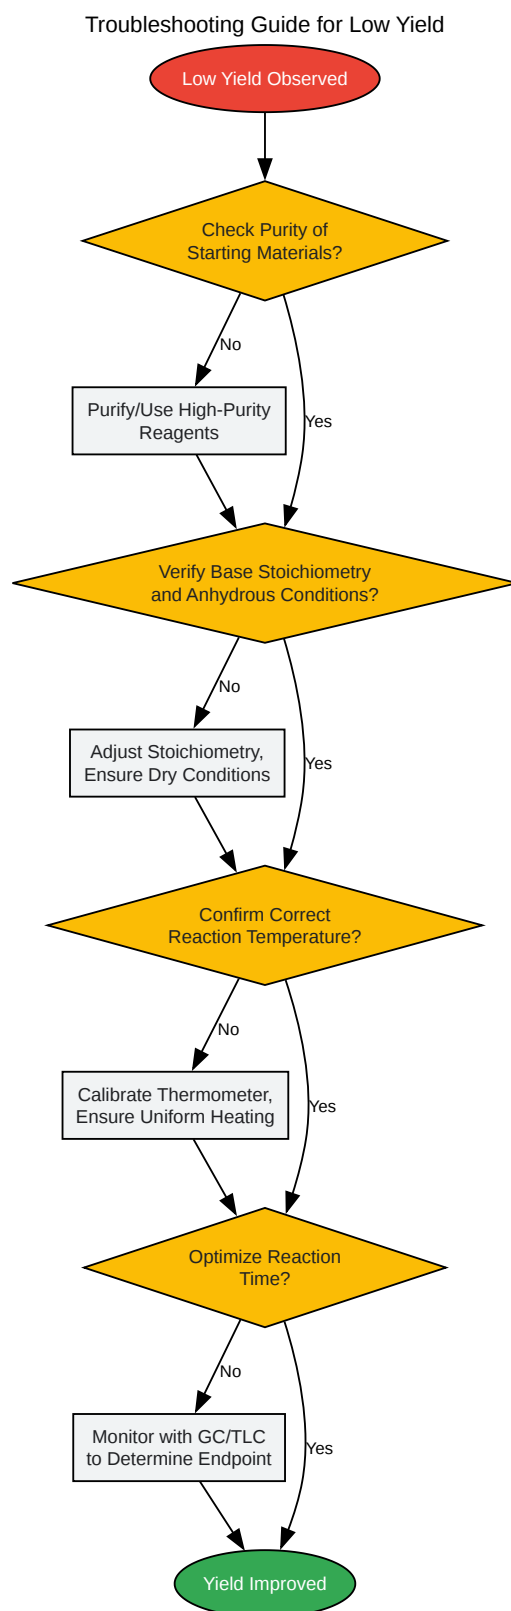 Troubleshooting Guide for Low Yield
Low Yield Observed
Check Purity of
Starting Materials?
No
Purify/Use High-Purity
Reagents
Yes
Verify Base Stoichiometry
and Anhydrous Conditions?
No
Adjust Stoichiometry,
Ensure Dry Conditions
Yes
Confirm Correct
Reaction Temperature?
No
Calibrate Thermometer,
Ensure Uniform Heating
Yes
Optimize Reaction
Time?
No
Monitor with GC/TLC
to Determine Endpoint
Yes
Yield Improved